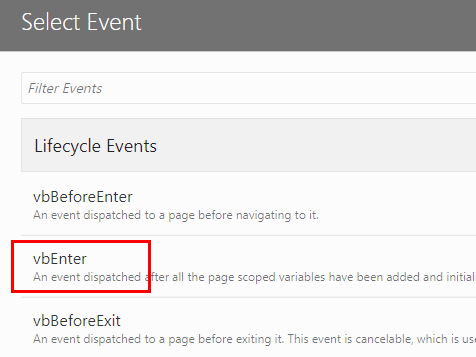 Select Event
Filter Events
Lifecycle Events
vbBeforeEnter
An event dispatched to a page before navigating to it.
vbEnter
An event dispatched after all the page scoped variables have been added and
vbBeforeExit
An event dispatched to a page before exiting it. This event is cancelable, which is